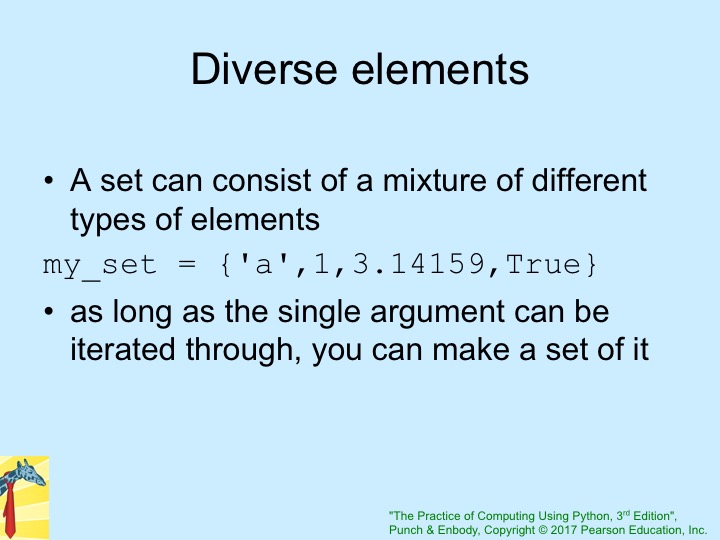 Diverse elements
• A set can consist of a mixture of different
types of elements
my_set = {'a',1,3.14159,True}
• as long as the single argument can be
iterated through, you can make a set of it
"The Practice of Computing Using Python, 3rd Edition",
Punch & Enbody, Copyright © 2017 Pearson Education, Inc.